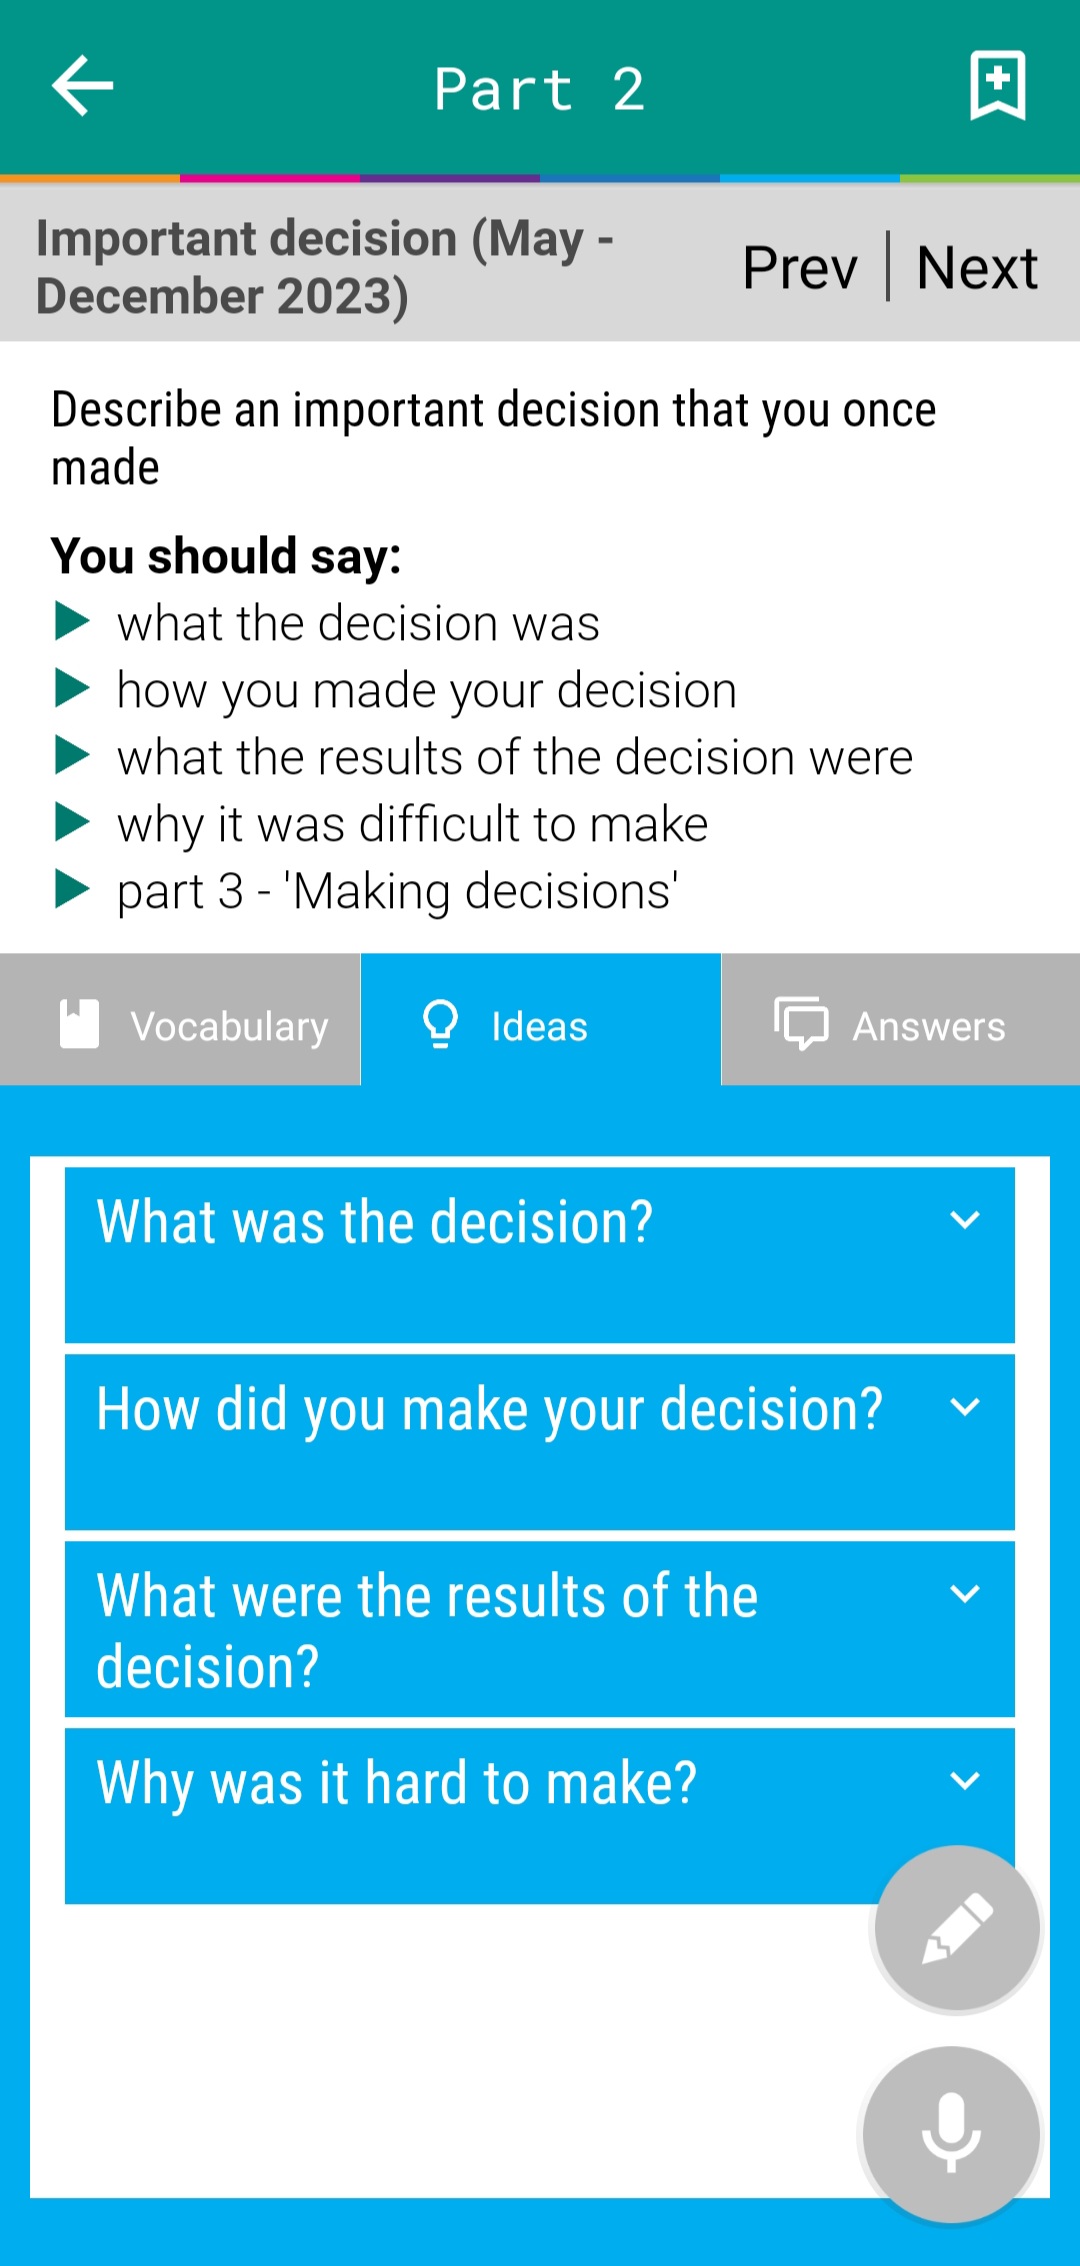 Part 2
Important decision (May -
December 2023)
Prev | Next
Describe an important decision that you once
made
You should say:
what the decision was
how you made your decision
what the results of the decision were
why it was difficult to make
part 3 - 'Making decisions'
Vocabulary
Ideas
Answers
What was the decision?
How did you make your decision?
What were the results of the
decision?
Why was it hard to make?